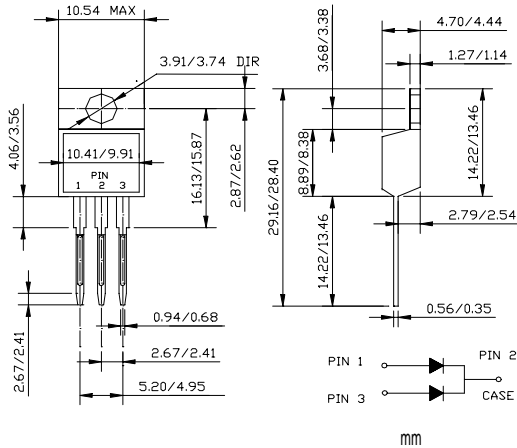 10.54 MAX
3.91/3.74 DIR
4.06/3.56
10.41/9.91
PIN
1 2 3
16.13/15.87
2.87/2.62
0.94/0.68
2.67/2.41
2.67/2.41
5.20/4.95
4.70/4.44
3.68/3.38
1.27/1.14
29.16/28.40
8.89/8.38
14.22/13.46
14.22/13.46
2.79/2.54
0.56/0.35
PIN 1
PIN 2
PIN 3
CASE
mm